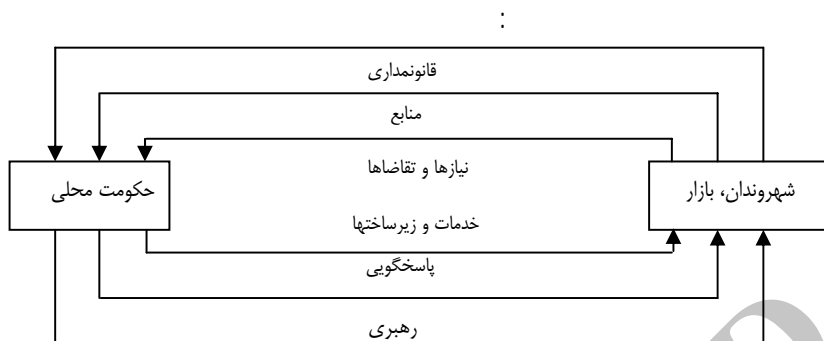 :
قانونمداری
منابع
نیازها و تقاضاها
حکومت محلی
شهروندان، بازار
خدمات و زیرساختها
پاسخگویی
رهبری